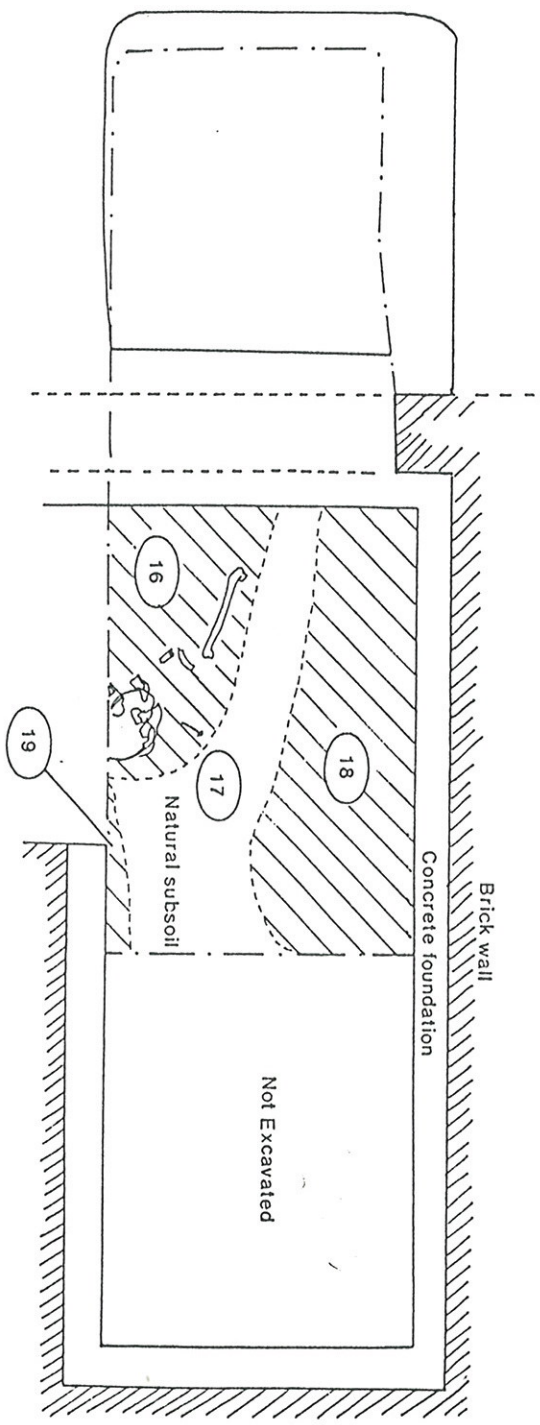 Brick wall
Concrete foundation
18
17
16
Natural subsoil
Not Excavated
19